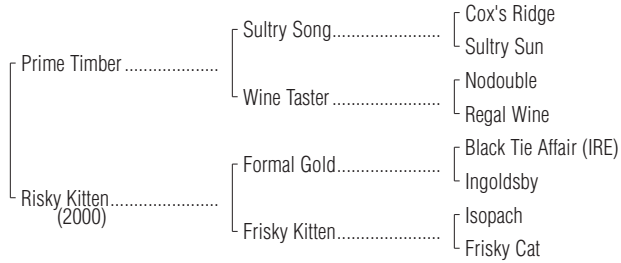 Cox's Ridge
Sultry Song..................................
Sultry Sun
Prime Timber ......................
Nodouble
Wine Taster ..................................
Regal Wine
Black Tie Affair (IRE)
Formal Gold.................................
Ingoldsby
Risky Kitten.........................
(2000)
Isopach
Frisky Kitten.................................
Frisky Cat